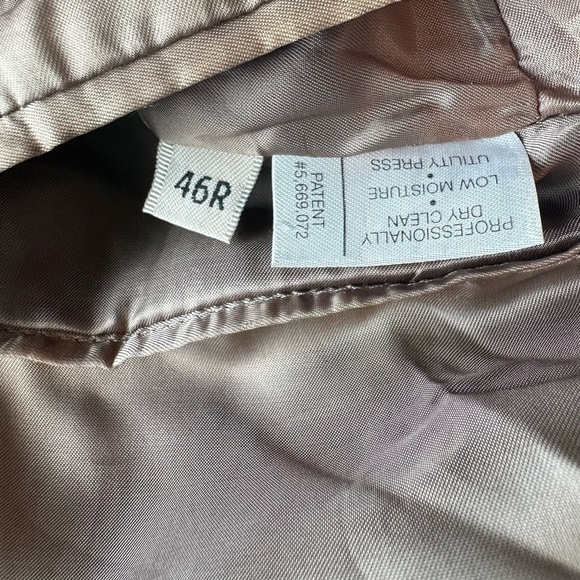 46R
PROFESSIONALLY
DRY CLEAN
•
LOW MOISTURE
•
UTILITY PRESS
PATENT
#5,669,072